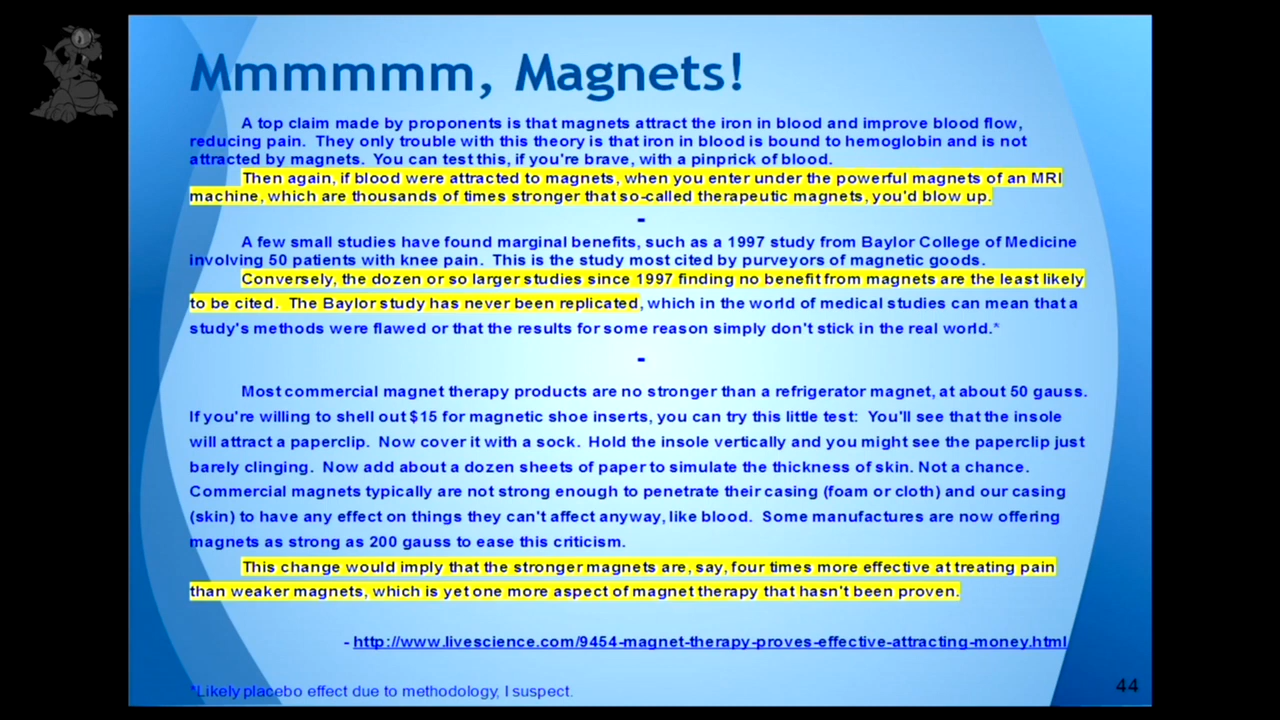 Mmmmmm, Magnets!
A top claim made by proponents is that magnets attract the iron in blood and improve blood flow,
reducing pain.  They only trouble with this theory is that iron in blood is bound to hemoglobin and is not
attracted by magnets.  You can test this, if you're brave, with a pinprick of blood.
Then again, if blood were attracted to magnets, when you enter under the powerful magnets of an MRI
machine, which are thousands of times stronger that so-called therapeutic magnets, you'd blow up.
-
A few small studies have found marginal benefits, such as a 1997 study from Baylor College of Medicine
involving 50 patients with knee pain.  This is the study most cited by purveyors of magnetic goods.
Conversely, the dozen or so larger studies since 1997 finding no benefit from magnets are the least likely
to be cited.  The Baylor study has never been replicated, which in the world of medical studies can mean that a
study's methods were flawed or that the results for some reason simply don't stick in the real world.*
-
Most commercial magnet therapy products are no stronger than a refrigerator magnet, at about 50 gauss.
If you're willing to shell out $15 for magnetic shoe inserts, you can try this little test:  You'll see that the insole
will attract a paperclip.  Now cover it with a sock.  Hold the insole vertically and you might see the paperclip just
barely clinging.  Now add about a dozen sheets of paper to simulate the thickness of skin. Not a chance.
Commercial magnets typically are not strong enough to penetrate their casing (foam or cloth) and our casing
(skin) to have any effect on things they can't affect anyway, like blood.  Some manufactures are now offering
magnets as strong as 200 gauss to ease this criticism.
This change would imply that the stronger magnets are, say, four times more effective at treating pain
than weaker magnets, which is yet one more aspect of magnet therapy that hasn't been proven.
- http://www.livescience.com/9454-magnet-therapy-proves-effective-attracting-money.html
*Likely placebo effect due to methodology, I suspect.
44